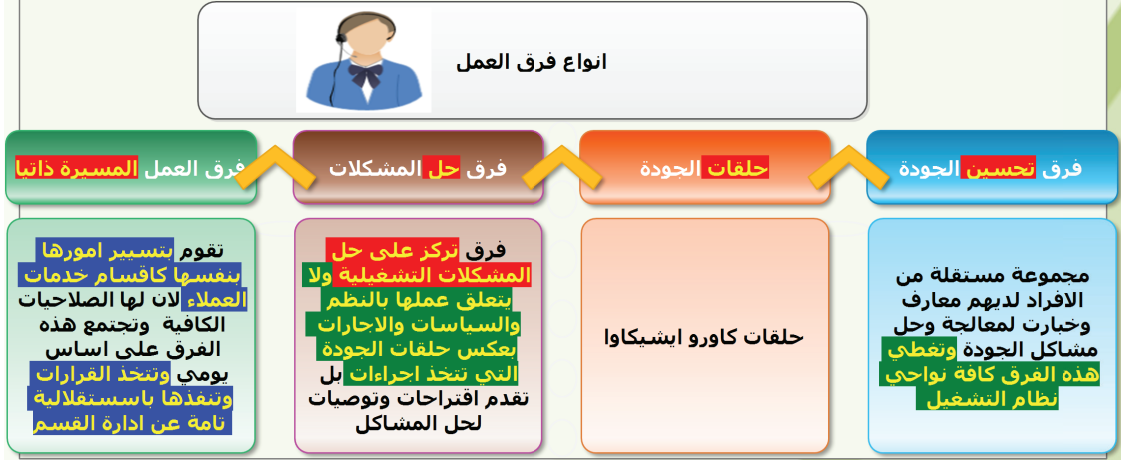 انواع فرق العمل
فرق تحسين الجودة
حلقات الجودة
فرق حل المشكلات
فرق العمل المسيرة ذاتيا
مجموعة مستقلة من
الافراد لديهم معارف
وخبارت لمعالجة وحل
مشاكل الجودة وتغطي
هذه الفرق كافة نواحي
نظام التشغيل
حلقات كاورو ايشيكاوا
فرق تركز على حل
المشكلات التشغيلية ولا
يتعلق عملها بالنظم
والسياسات والاجارات
بعكس حلقات الجودة
التي تتخذ اجراءات بل
تقدم اقتراحات وتوصيات
لحل المشاكل
تقوم بتسيير امورها
بنفسها كاقسام خدمات
العملاء لان لها الصلاحيات
الكافية وتجتمع هذه
الفرق على اساس
يومي وتتخذ القرارات
وتنفذها باسستقلالية
تامة عن ادارة القسم